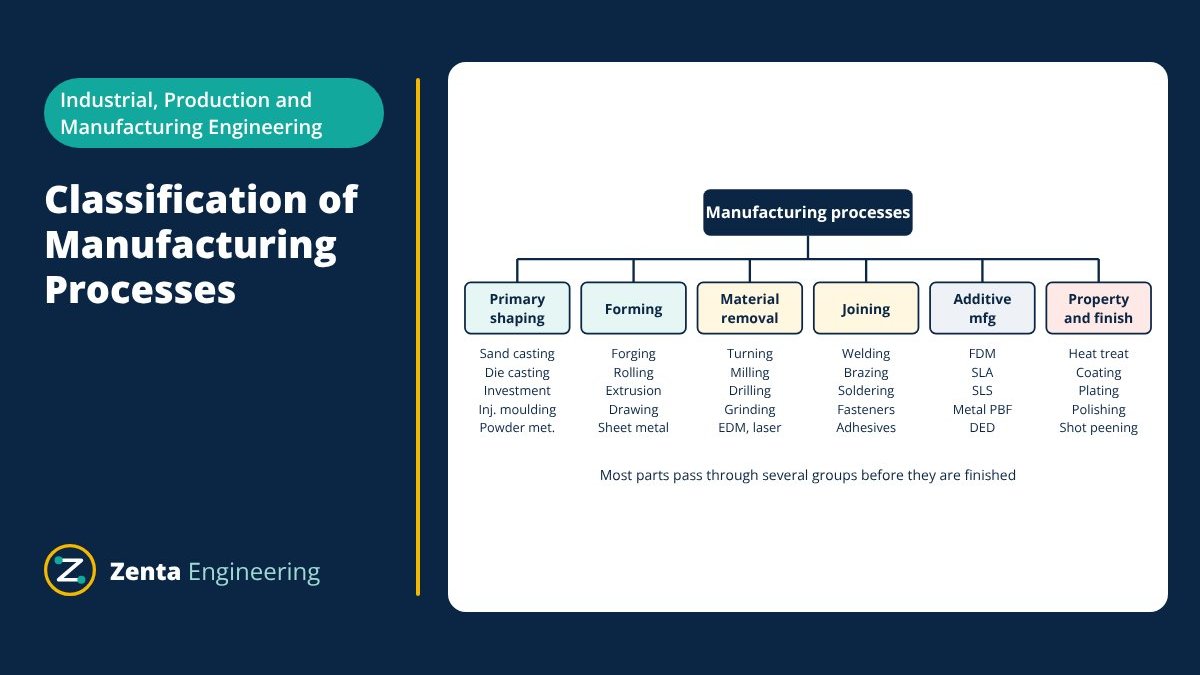 Industrial, Production and
Manufacturing Engineering
Classification of
Manufacturing
Processes
Zenta Engineering
Manufacturing processes
Primary
shaping
Sand casting
Die casting
Investment
Inj. moulding
Powder met.
Forming
Forging
Rolling
Extrusion
Drawing
Sheet metal
Material
removal
Turning
Milling
Drilling
Grinding
EDM, laser
Joining
Welding
Brazing
Soldering
Fasteners
Adhesives
Additive
mfg
FDM
SLA
SLS
Metal PBF
DED
Property
and finish
Heat treat
Coating
Plating
Polishing
Shot peening
Most parts pass through several groups before they are finished